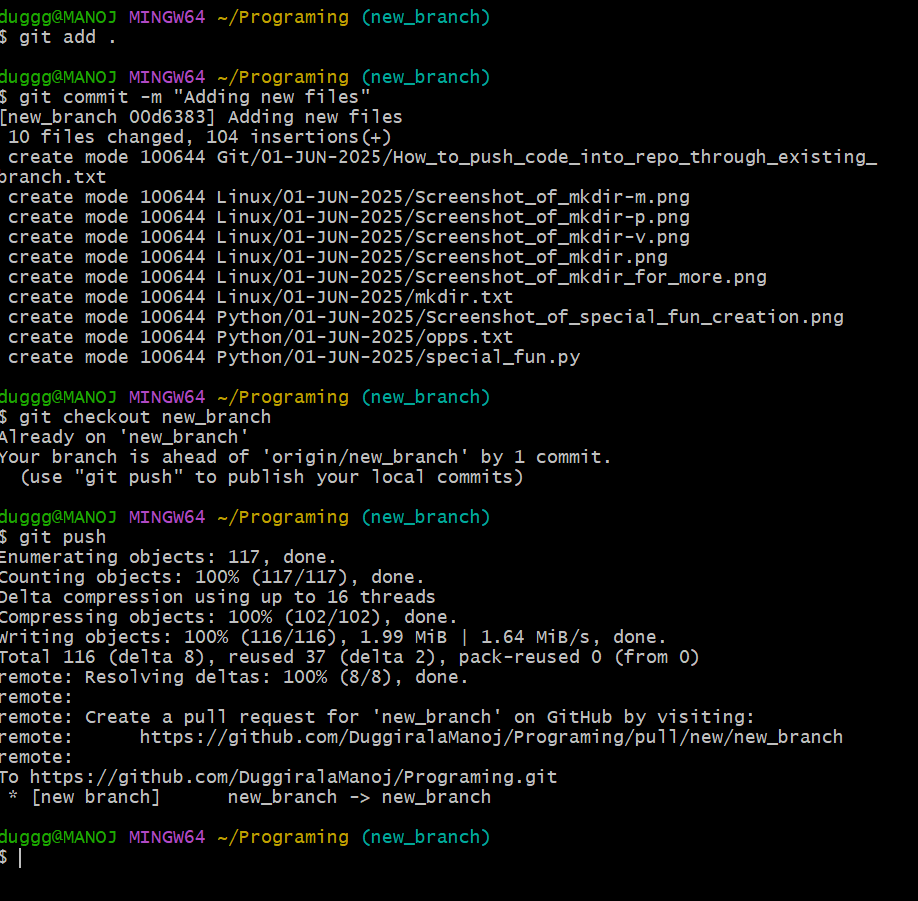 duggg@MANOJ MINGW64 ~/Programing (new_branch)
$ git add .
duggg@MANOJ MINGW64 ~/Programing (new_branch)
$ git commit -m "Adding new files"
[new_branch 00d6383] Adding new files
 10 files changed, 104 insertions(+)
 create mode 100644 Git/01-JUN-2025/How_to_push_code_into_repo_through_existing_
branch.txt
 create mode 100644 Linux/01-JUN-2025/Screenshot_of_mkdir-m.png
 create mode 100644 Linux/01-JUN-2025/Screenshot_of_mkdir-p.png
 create mode 100644 Linux/01-JUN-2025/Screenshot_of_mkdir-v.png
 create mode 100644 Linux/01-JUN-2025/Screenshot_of_mkdir.png
 create mode 100644 Linux/01-JUN-2025/Screenshot_of_mkdir_for_more.png
 create mode 100644 Linux/01-JUN-2025/mkdir.txt
 create mode 100644 Python/01-JUN-2025/Screenshot_of_special_fun_creation.png
 create mode 100644 Python/01-JUN-2025/opps.txt
 create mode 100644 Python/01-JUN-2025/special_fun.py
duggg@MANOJ MINGW64 ~/Programing (new_branch)
$ git checkout new_branch
Already on 'new_branch'
Your branch is ahead of 'origin/new_branch' by 1 commit.
  (use "git push" to publish your local commits)
duggg@MANOJ MINGW64 ~/Programing (new_branch)
$ git push
Enumerating objects: 117, done.
Counting objects: 100% (117/117), done.
Delta compression using up to 16 threads
Compressing objects: 100% (102/102), done.
Writing objects: 100% (116/116), 1.99 MiB | 1.64 MiB/s, done.
Total 116 (delta 8), reused 37 (delta 2), pack-reused 0 (from 0)
remote: Resolving deltas: 100% (8/8), done.
remote:
remote: Create a pull request for 'new_branch' on GitHub by visiting:
remote:      https://github.com/DuggiralaManoj/Programing/pull/new/new_branch
remote:
To https://github.com/DuggiralaManoj/Programing.git
 * [new branch]      new_branch -> new_branch
duggg@MANOJ MINGW64 ~/Programing (new_branch)
$